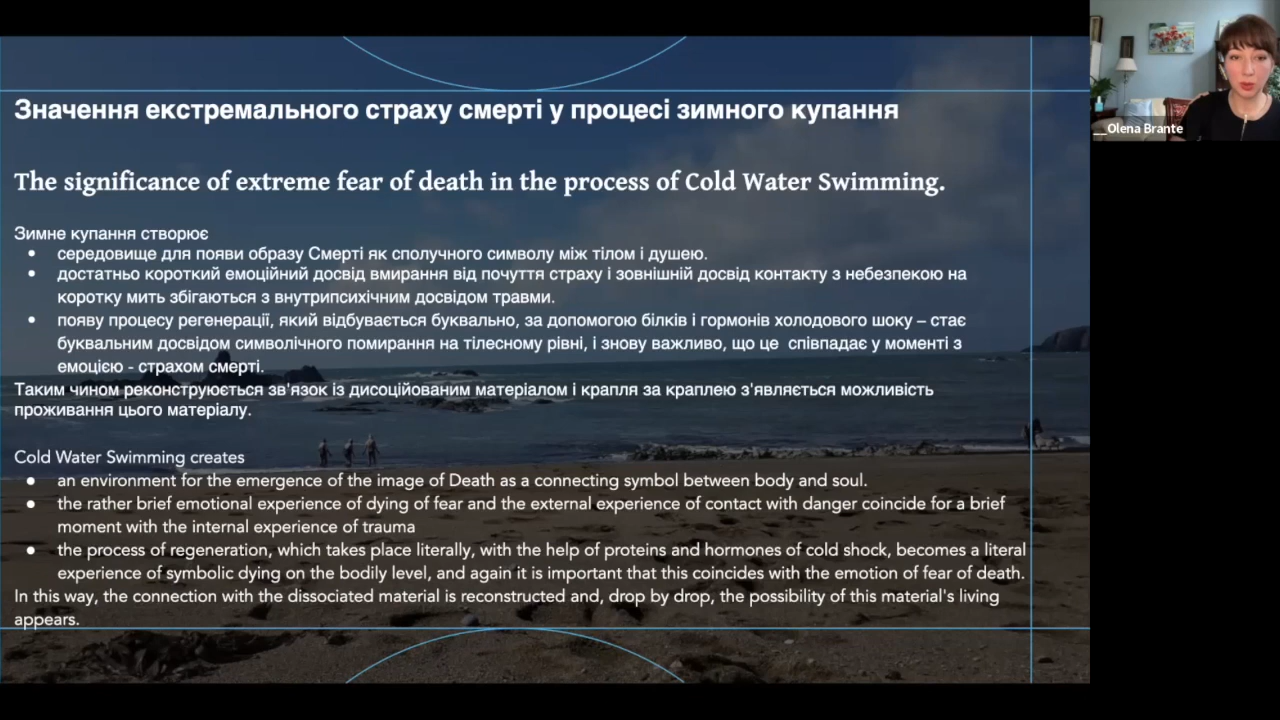 Значення екстремального страху смерті у процесі зимного купання
The significance of extreme fear of death in the process of Cold Water Swimming.
Зимне купання створює
• середовище для появи образу Смерті як сполучного символу між тілом і душею.
• достатньо короткий емоційний досвід вмирання від почуття страху і зовнішній досвід контакту з небезпекою на
коротку мить збігаються з внутрипсихічним досвідом травми.
• появу процесу регенерації, який відбувається буквально, за допомогою білків і гормонів холодового шоку – стає
буквальним досвідом символічного помирання на тілесному рівні, і знову важливо, що це співпадає у моменті з
емоцією - страхом смерті.
Таким чином реконструюється зв'язок із дисоційованим матеріалом і крапля за краплею з'являється можливість
проживання цього матеріалу.
Cold Water Swimming creates
• an environment for the emergence of the image of Death as a connecting symbol between body and soul.
• the rather brief emotional experience of dying of fear and the external experience of contact with danger coincide for a brief
moment with the internal experience of trauma
• the process of regeneration, which takes place literally, with the help of proteins and hormones of cold shock, becomes a literal
experience of symbolic dying on the bodily level, and again it is important that this coincides with the emotion of fear of death.
In this way, the connection with the dissociated material is reconstructed and, drop by drop, the possibility of this material's living
appears.
__Olena Brante